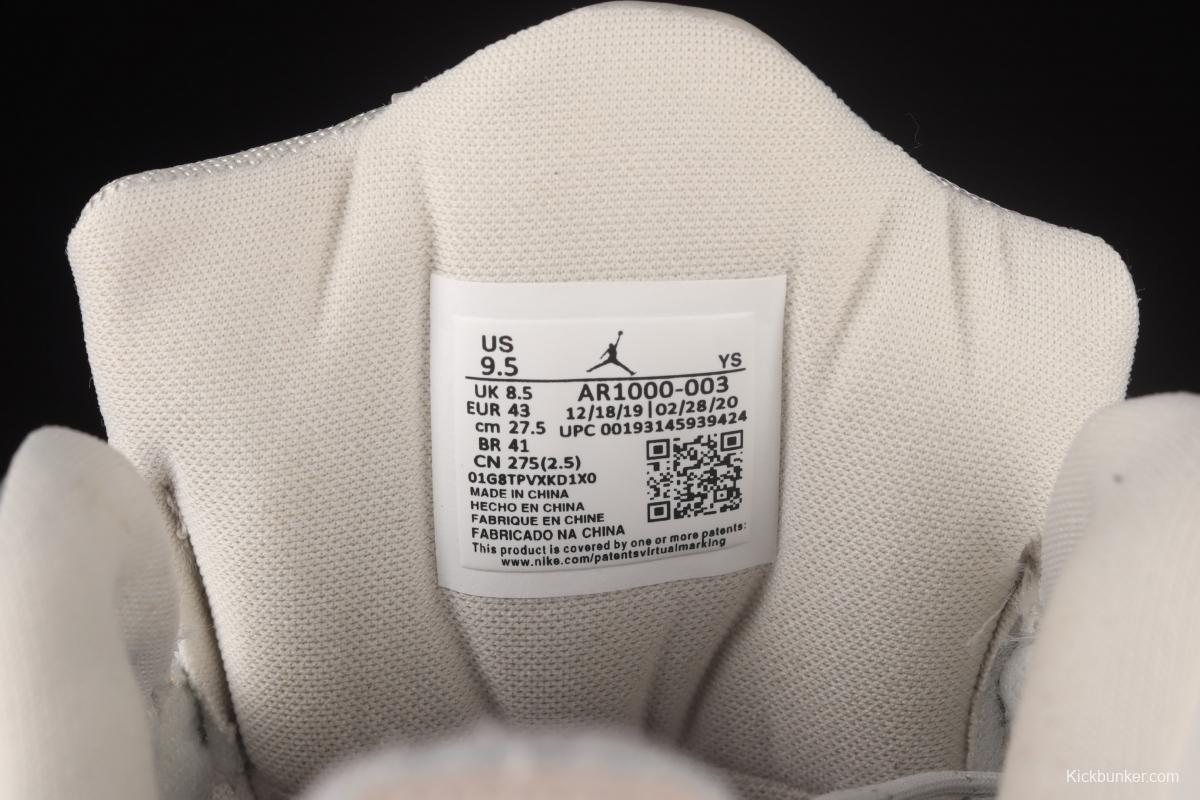 US
9.5
YS
UK 8.5
EUR 43
cm 27.5
BR 41
CN 275(2.5)
01G8TPVXKD1X0
AR1000-003
12/18/19|02/28/20
UPC 00193145939424
MADE IN CHINA
HECHO EN CHINA
FABRIQUE EN CHINE
FABRICADO NA CHINA
This product is covered by one or more patents:
www.nike.com/patentsvirtualmarking
Kickbunker.com